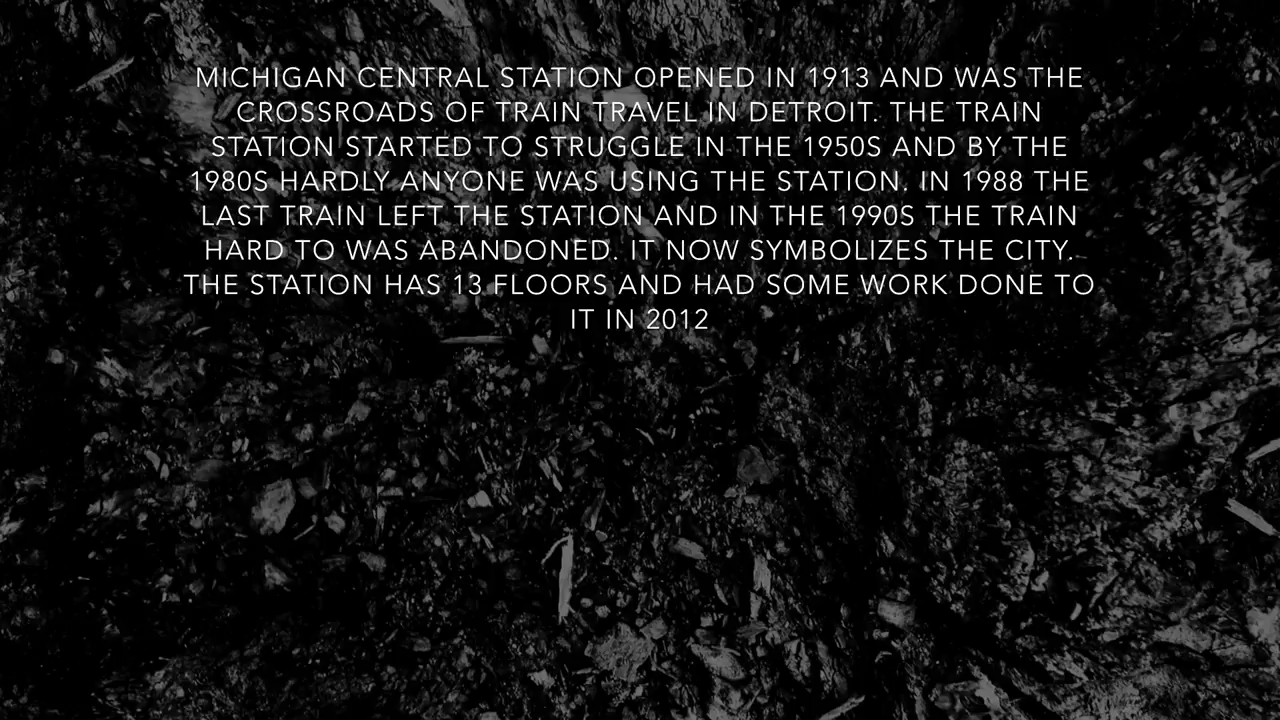 MICHIGAN CENTRAL STATION OPENED IN 1913 AND WAS THE
CROSSROADS OF TRAIN TRAVEL IN DETROIT. THE TRAIN
STATION STARTED TO STRUGGLE IN THE 1950S AND BY THE
1980S HARDLY ANYONE WAS USING THE STATION. IN 1988 THE
LAST TRAIN LEFT THE STATION AND IN THE 1990S THE TRAIN
HARD TO WAS ABANDONED. IT NOW SYMBOLIZES THE CITY.
THE STATION HAS 13 FLOORS AND HAD SOME WORK DONE TO
IT IN 2012